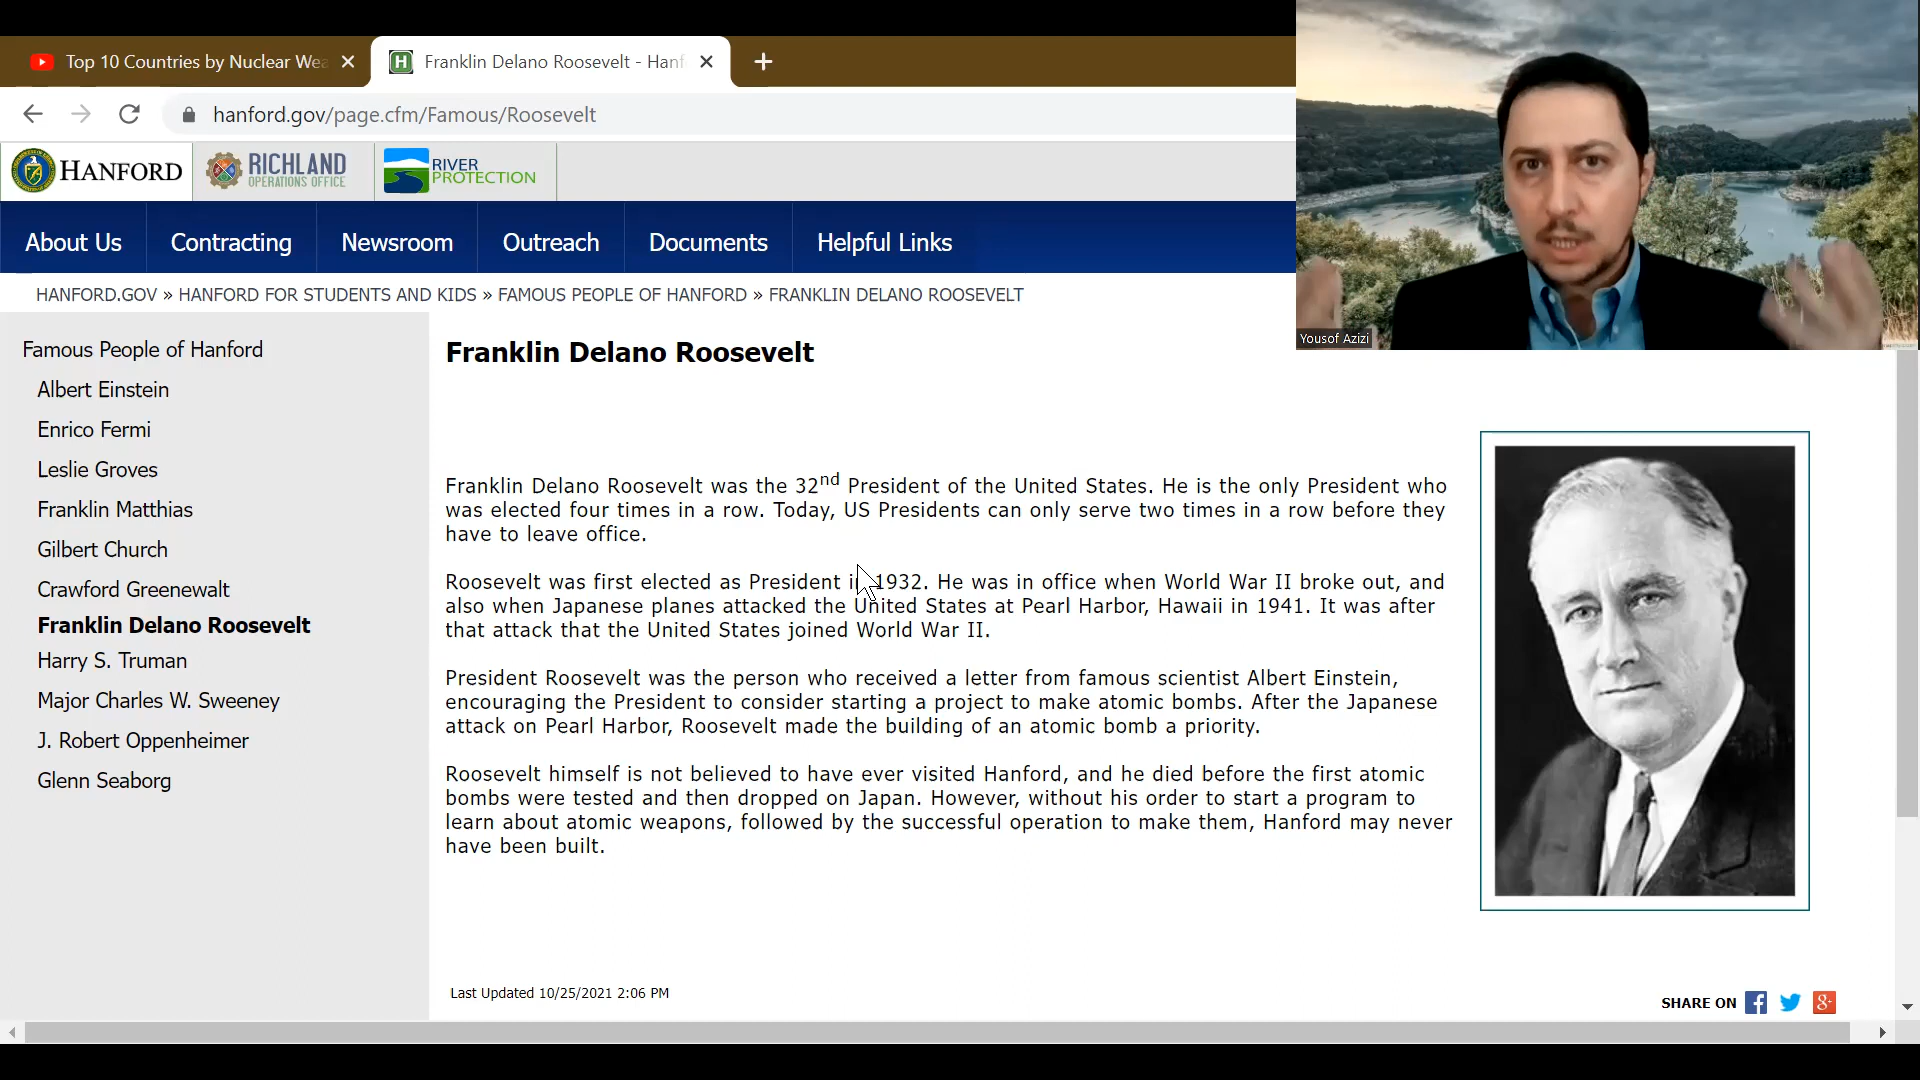 Top 10 Countries by Nuclear Wea
Franklin Delano Roosevelt - Hanf
hanford.gov/page.cfm/Famous/Roosevelt
HANFORD
RICHLAND
OPERATIONS OFFICE
RIVER
PROTECTION
About Us
Contracting
Newsroom
Outreach
Documents
Helpful Links
Yousof Azizi
HANFORD.GOV » HANFORD FOR STUDENTS AND KIDS » FAMOUS PEOPLE OF HANFORD » FRANKLIN DELANO ROOSEVELT
Famous People of Hanford
Albert Einstein
Enrico Fermi
Leslie Groves
Franklin Matthias
Gilbert Church
Crawford Greenewalt
Franklin Delano Roosevelt
Harry S. Truman
Major Charles W. Sweeney
J. Robert Oppenheimer
Glenn Seaborg
Franklin Delano Roosevelt
Franklin Delano Roosevelt was the 32nd President of the United States. He is the only President who
was elected four times in a row. Today, US Presidents can only serve two times in a row before they
have to leave office.
Roosevelt was first elected as President in 1932. He was in office when World War II broke out, and
also when Japanese planes attacked the United States at Pearl Harbor, Hawaii in 1941. It was after
that attack that the United States joined World War II.
President Roosevelt was the person who received a letter from famous scientist Albert Einstein,
encouraging the President to consider starting a project to make atomic bombs. After the Japanese
attack on Pearl Harbor, Roosevelt made the building of an atomic bomb a priority.
Roosevelt himself is not believed to have ever visited Hanford, and he died before the first atomic
bombs were tested and then dropped on Japan. However, without his order to start a program to
learn about atomic weapons, followed by the successful operation to make them, Hanford may never
have been built.
Last Updated 10/25/2021 2:06 PM
SHARE ON